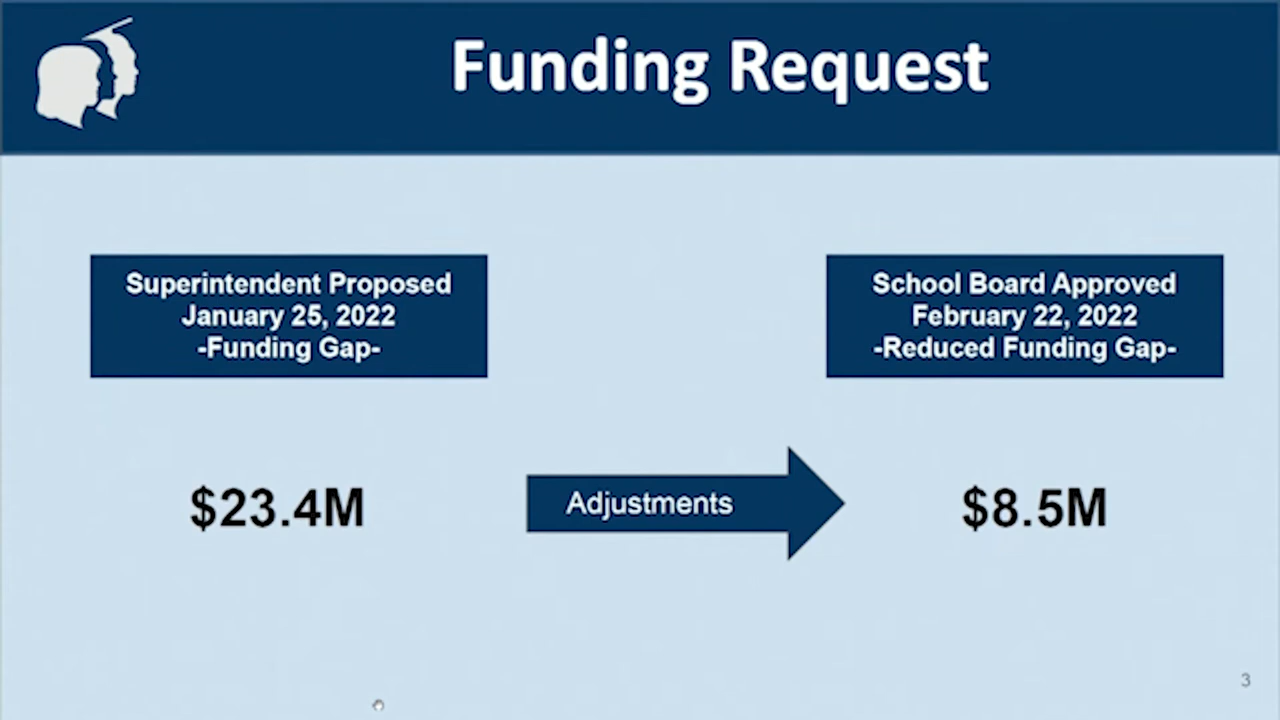 Funding Request
Superintendent Proposed
January 25, 2022
-Funding Gap-
School Board Approved
February 22, 2022
-Reduced Funding Gap-
$23.4M
Adjustments
$8.5M
3